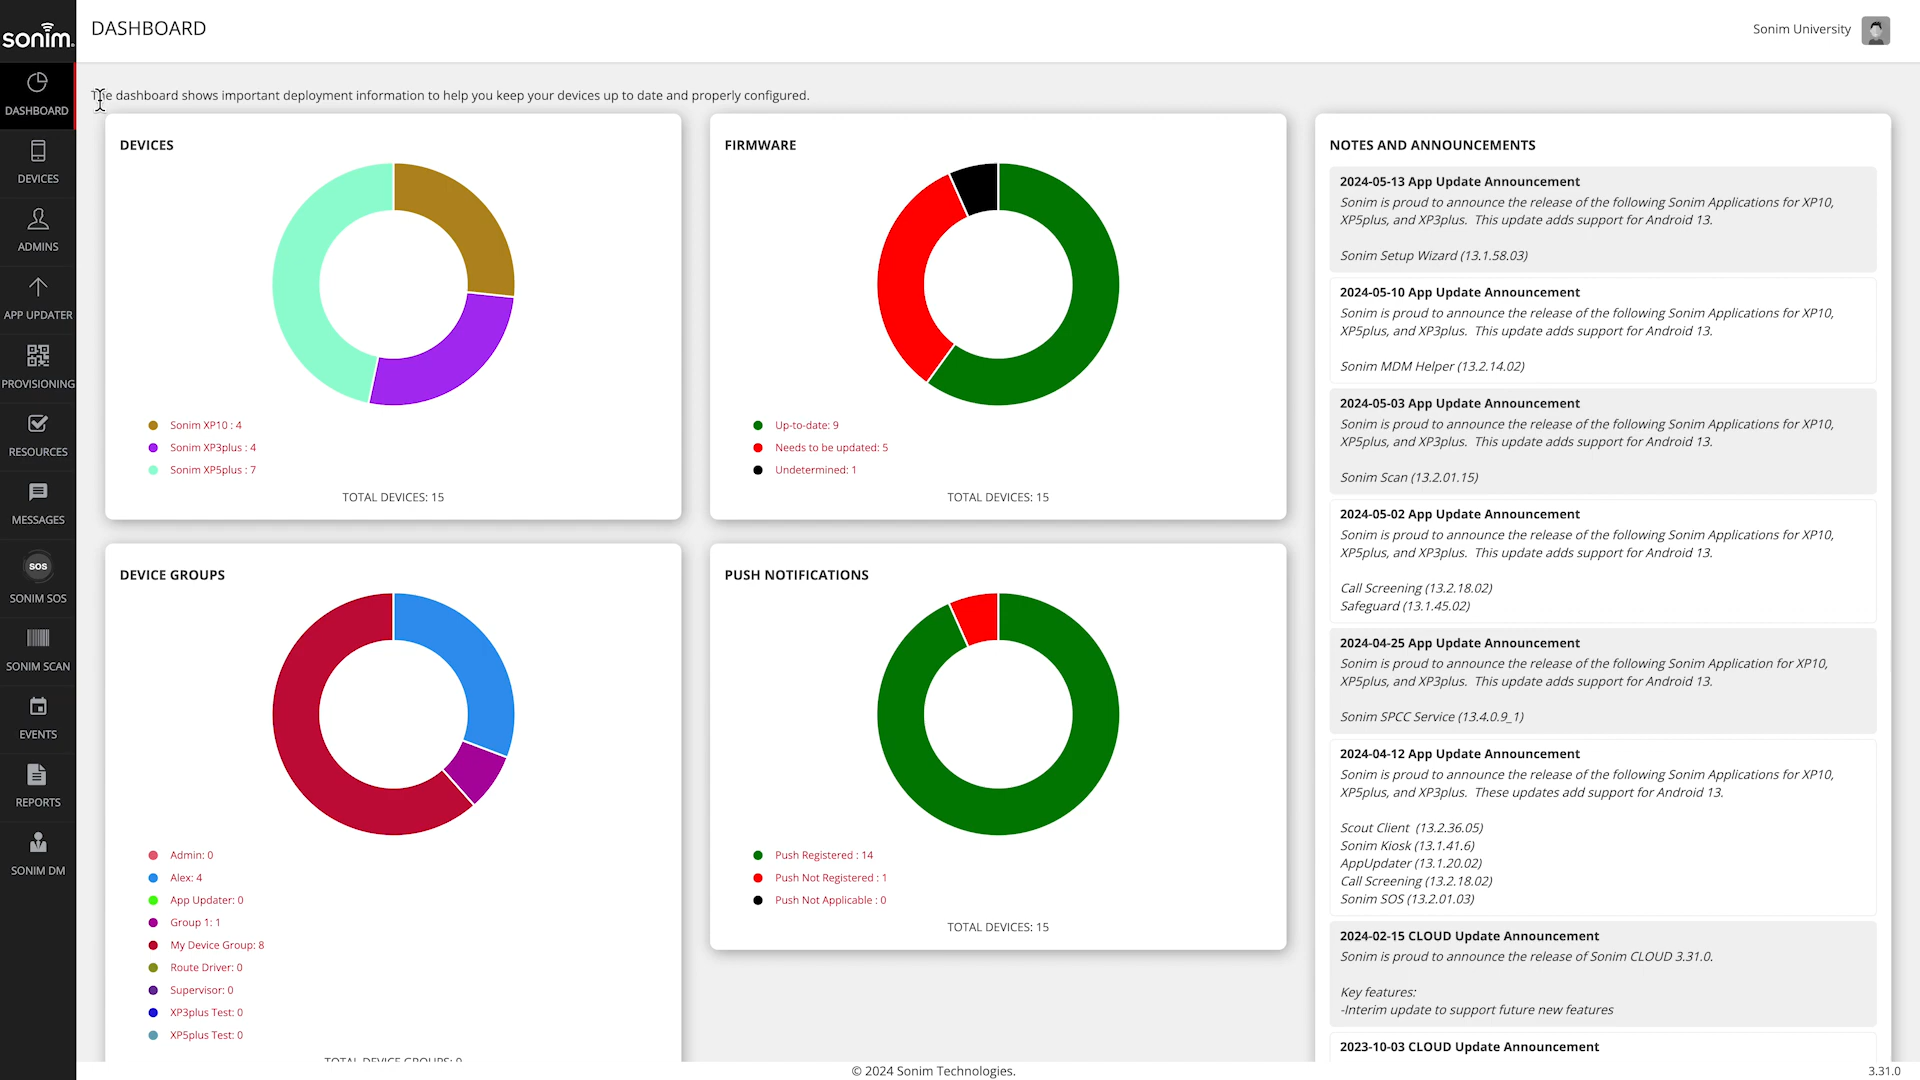 sonim
DASHBOARD
Sonim University
DASHBOARD
DEVICES
ADMINS
APP UPDATER
PROVISIONING
RESOURCES
MESSAGES
SOS
SONIM SOS
SONIM SCAN
EVENTS
REPORTS
SONIM DM
The dashboard shows important deployment information to help you keep your devices up to date and properly configured.
DEVICES
Sonim XP10 : 4
Sonim XP3plus : 4
Sonim XP5plus : 7
TOTAL DEVICES: 15
FIRMWARE
Up-to-date: 9
Needs to be updated: 5
Undetermined: 1
TOTAL DEVICES: 15
DEVICE GROUPS
Admin: 0
Alex: 4
App Updater: 0
Group 1: 1
My Device Group: 8
Route Driver: 0
Supervisor: 0
XP3plus Test: 0
XP5plus Test: 0
TOTAL DEVICE GROUPS: 9
PUSH NOTIFICATIONS
Push Registered : 14
Push Not Registered : 1
Push Not Applicable : 0
TOTAL DEVICES: 15
NOTES AND ANNOUNCEMENTS
2024-05-13 App Update Announcement
Sonim is proud to announce the release of the following Sonim Applications for XP10,
XP5plus, and XP3plus. This update adds support for Android 13.
Sonim Setup Wizard (13.1.58.03)
2024-05-10 App Update Announcement
Sonim is proud to announce the release of the following Sonim Applications for XP10,
XP5plus, and XP3plus. This update adds support for Android 13.
Sonim MDM Helper (13.2.14.02)
2024-05-03 App Update Announcement
Sonim is proud to announce the release of the following Sonim Applications for XP10,
XP5plus, and XP3plus. This update adds support for Android 13.
Sonim Scan (13.2.01.15)
2024-05-02 App Update Announcement
Sonim is proud to announce the release of the following Sonim Applications for XP10,
XP5plus, and XP3plus. This update adds support for Android 13.
Call Screening (13.2.18.02)
Safeguard (13.1.45.02)
2024-04-25 App Update Announcement
Sonim is proud to announce the release of the following Sonim Application for XP10,
XP5plus, and XP3plus. This update adds support for Android 13.
Sonim SPCC Service (13.4.0.9_1)
2024-04-12 App Update Announcement
Sonim is proud to announce the release of the following Sonim Applications for XP10,
XP5plus, and XP3plus. These updates add support for Android 13.
Scout Client (13.2.36.05)
Sonim Kiosk (13.1.41.6)
AppUpdater (13.1.20.02)
Call Screening (13.2.18.02)
Sonim SOS (13.2.01.03)
2024-02-15 CLOUD Update Announcement
Sonim is proud to announce the release of Sonim CLOUD 3.31.0.
Key features:
-Interim update to support future new features
2023-10-03 CLOUD Update Announcement
© 2024 Sonim Technologies.
3.31.0